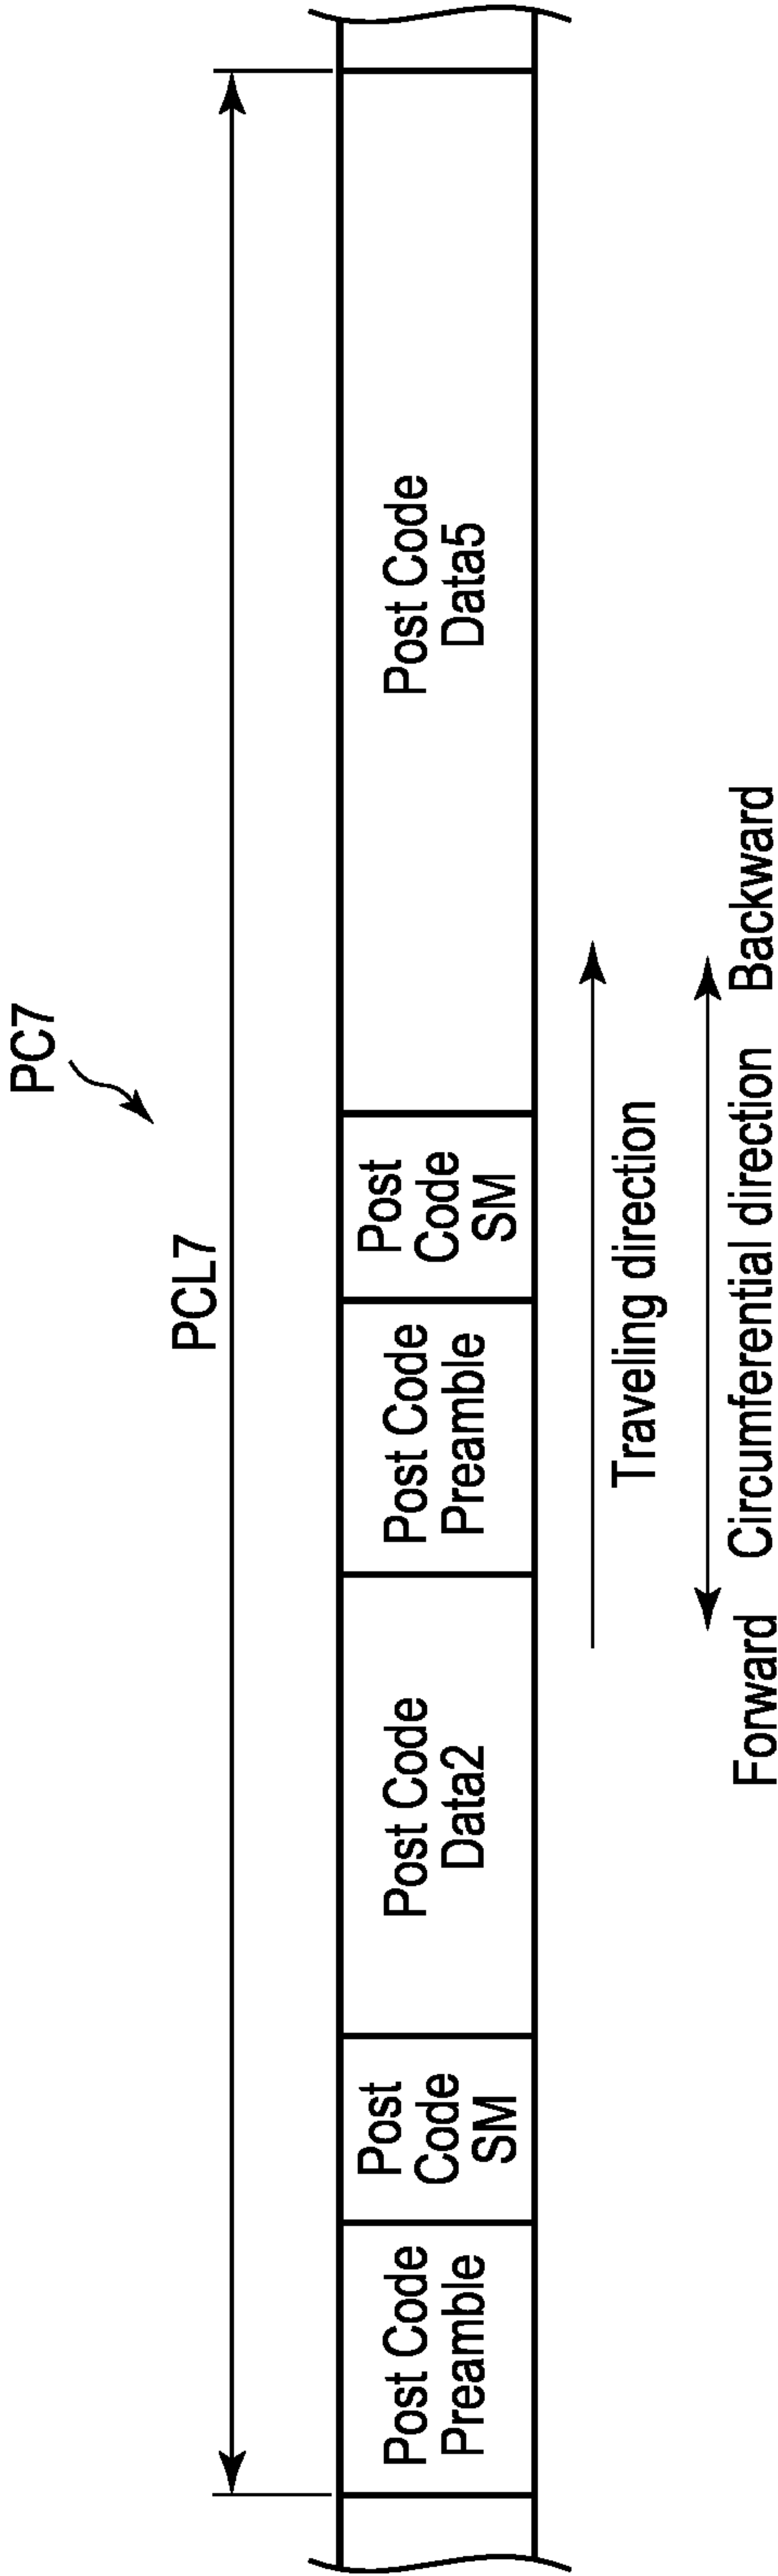 PC7
PCL7
Post Code
Preamble
Post
Code
SM
Post Code
Data2
Post Code
Preamble
Post
Code
SM
Post Code
Data5
Traveling direction
Forward Circumferential direction Backward